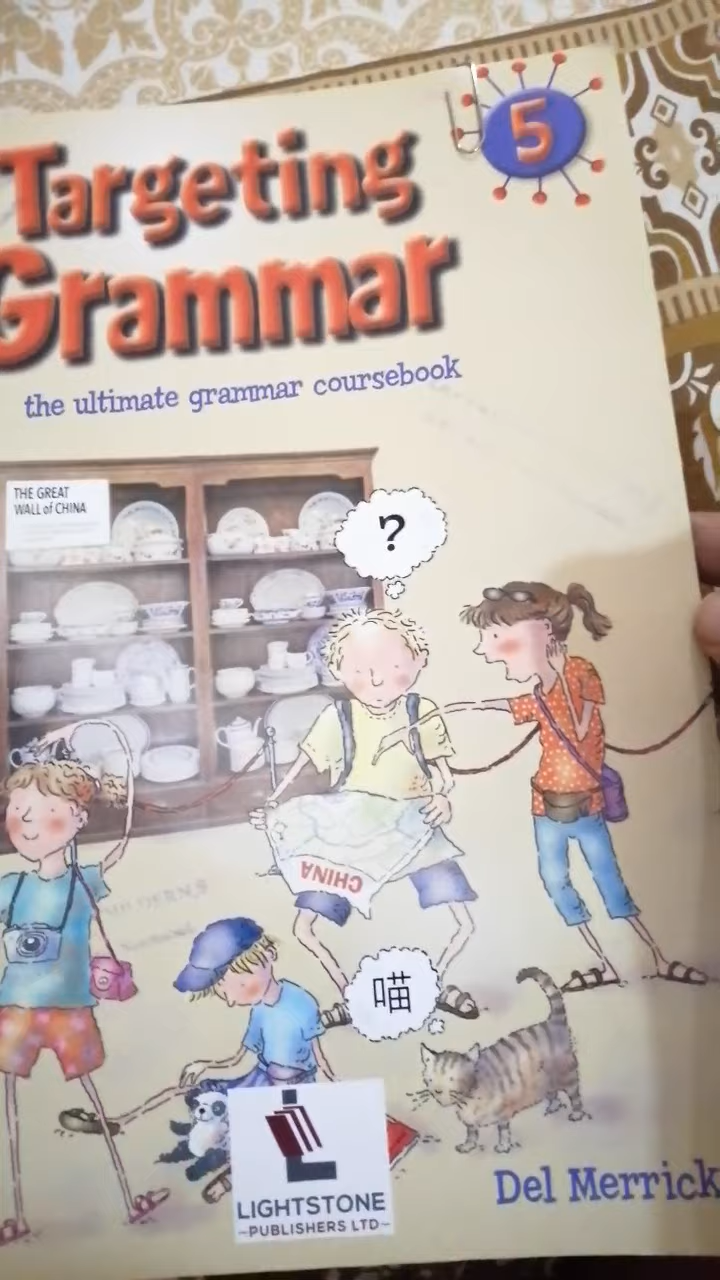 5
Targeting
Grammar
the ultimate grammar coursebook
THE GREAT
WALL of CHINA
?
CHINA
喵
LIGHTSTONE
~PUBLISHERS LTD~
Del Merrick